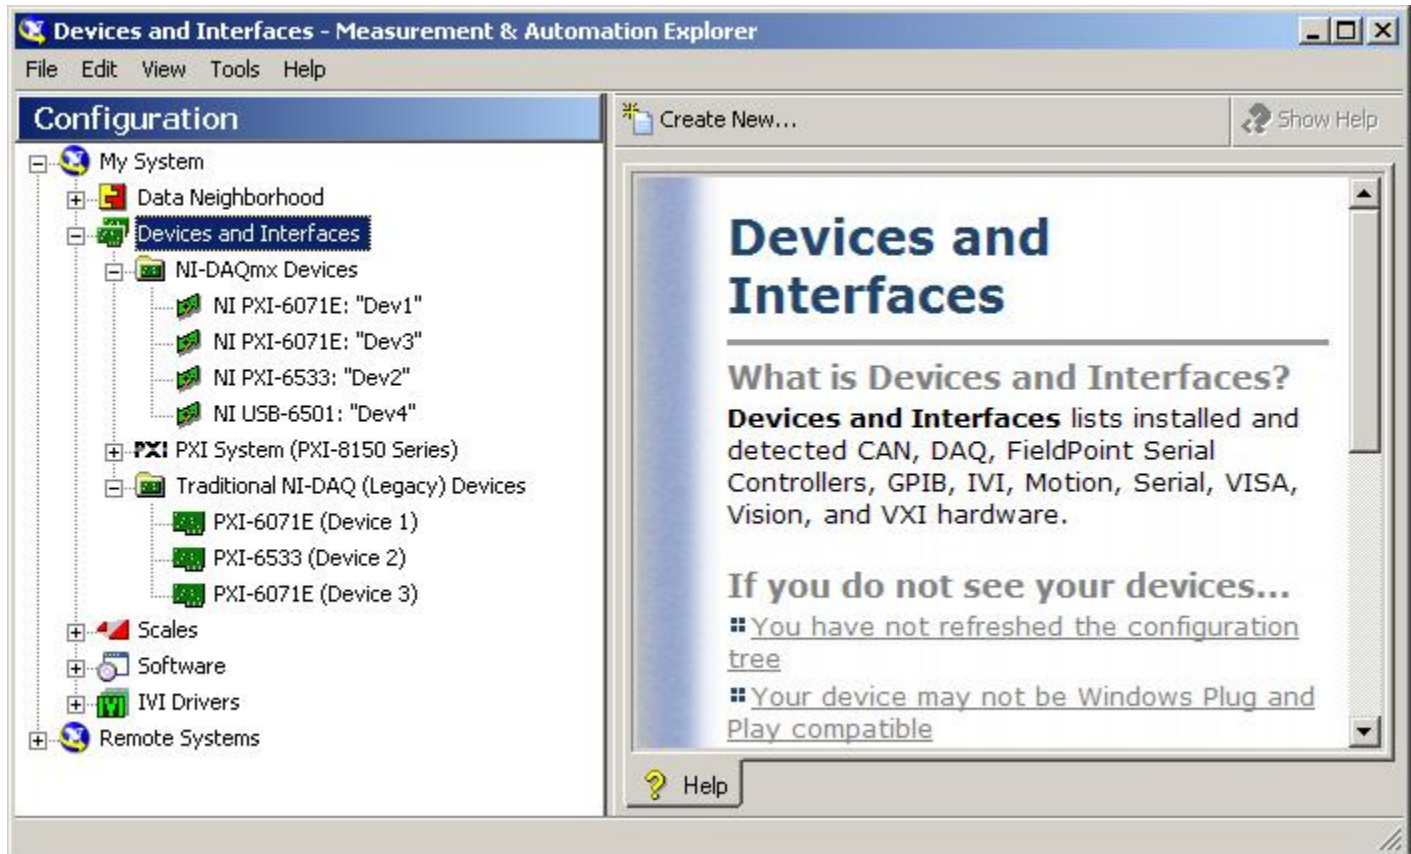 Devices and Interfaces - Measurement & Automation Explorer
File Edit View Tools Help
Configuration
My System
Data Neighborhood
Devices and Interfaces
NI-DAQmx Devices
NI PXI-6071E: "Dev1"
NI PXI-6071E: "Dev3"
NI PXI-6533: "Dev2"
NI USB-6501: "Dev4"
PXI PXI System (PXI-8150 Series)
Traditional NI-DAQ (Legacy) Devices
PXI-6071E (Device 1)
PXI-6533 (Device 2)
PXI-6071E (Device 3)
Scales
Software
IVI Drivers
Remote Systems
Create New...
Show Help
Devices and
Interfaces
What is Devices and Interfaces?
Devices and Interfaces lists installed and
detected CAN, DAQ, FieldPoint Serial
Controllers, GPIB, IVI, Motion, Serial, VISA,
Vision, and VXI hardware.
If you do not see your devices...
You have not refreshed the configuration
tree
Your device may not be Windows Plug and
Play compatible
Help